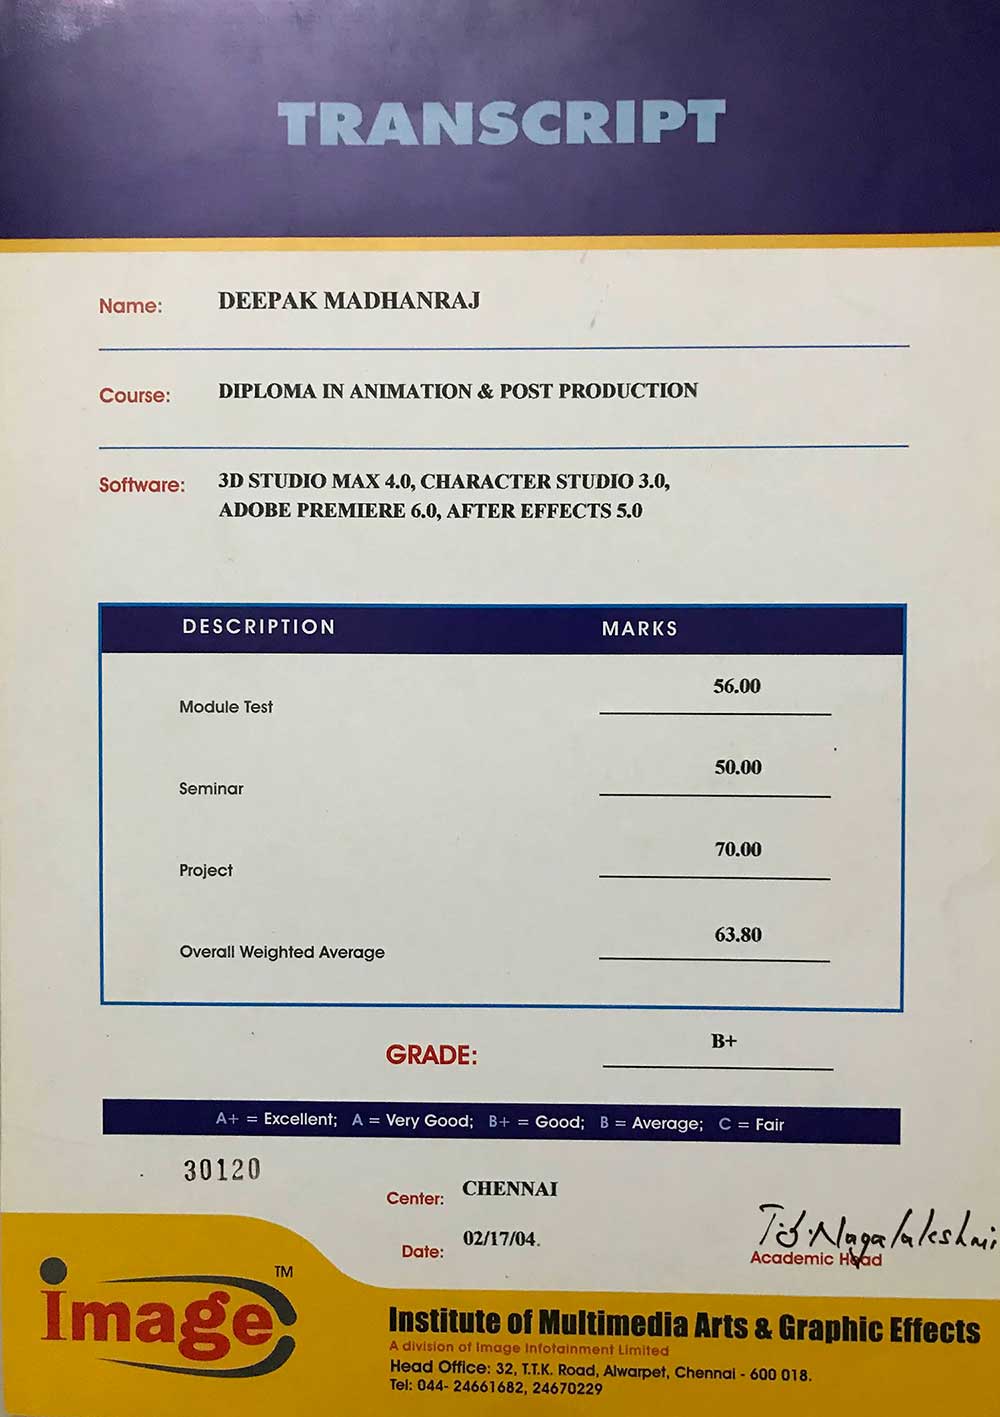 TRANSCRIPT
Name: DEEPAK MADHANRAJ
Course: DIPLOMA IN ANIMATION & POST PRODUCTION
Software: 3D STUDIO MAX 4.0, CHARACTER STUDIO 3.0,
ADOBE PREMIERE 6.0, AFTER EFFECTS 5.0
DESCRIPTION MARKS
Module Test 56.00
Seminar 50.00
Project 70.00
Overall Weighted Average 63.80
GRADE: B+
A+ = Excellent; A = Very Good; B+ = Good; B = Average; C = Fair
30120
Center: CHENNAI
Date: 02/17/04.
T.S. Nagalakshmi
Academic Head
image TM
Institute of Multimedia Arts & Graphic Effects
A division of Image Infotainment Limited
Head Office: 32, T.T.K. Road, Alwarpet, Chennai - 600 018.
Tel: 044- 24661682, 24670229